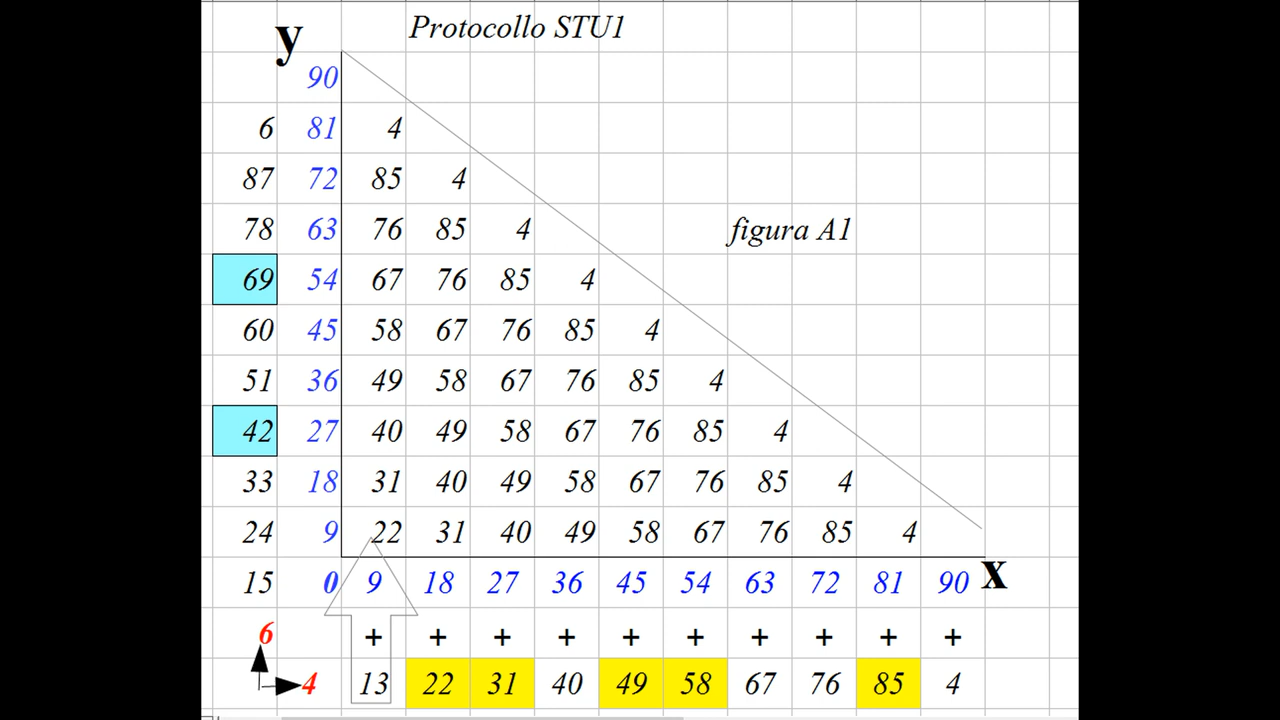 Protocollo STU1
y
90
6 81 4
87 72 85 4
78 63 76 85 4
figura A1
69 54 67 76 85 4
60 45 58 67 76 85 4
51 36 49 58 67 76 85 4
42 27 40 49 58 67 76 85 4
33 18 31 40 49 58 67 76 85 4
24 9 22 31 40 49 58 67 76 85 4
15 0 9 18 27 36 45 54 63 72 81 90 x
6 + + + + + + + + + +
4 13 22 31 40 49 58 67 76 85 4